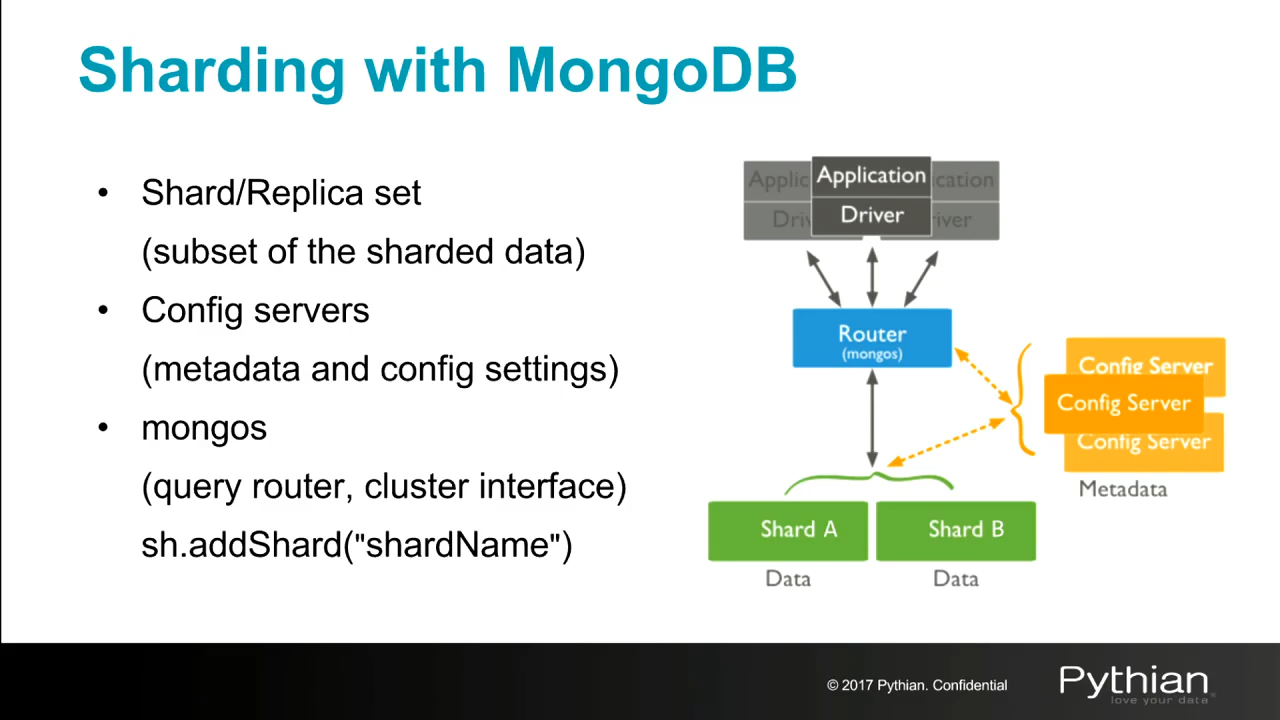 Sharding with MongoDB
• Shard/Replica set
(subset of the sharded data)
• Config servers
(metadata and config settings)
• mongos
(query router, cluster interface)
sh.addShard("shardName")
Application
Driver
Router
(mongos)
Config Server
Config Server
Config Server
Metadata
Shard A
Shard B
Data
Data
© 2017 Pythian. Confidential
Pythian
love your data